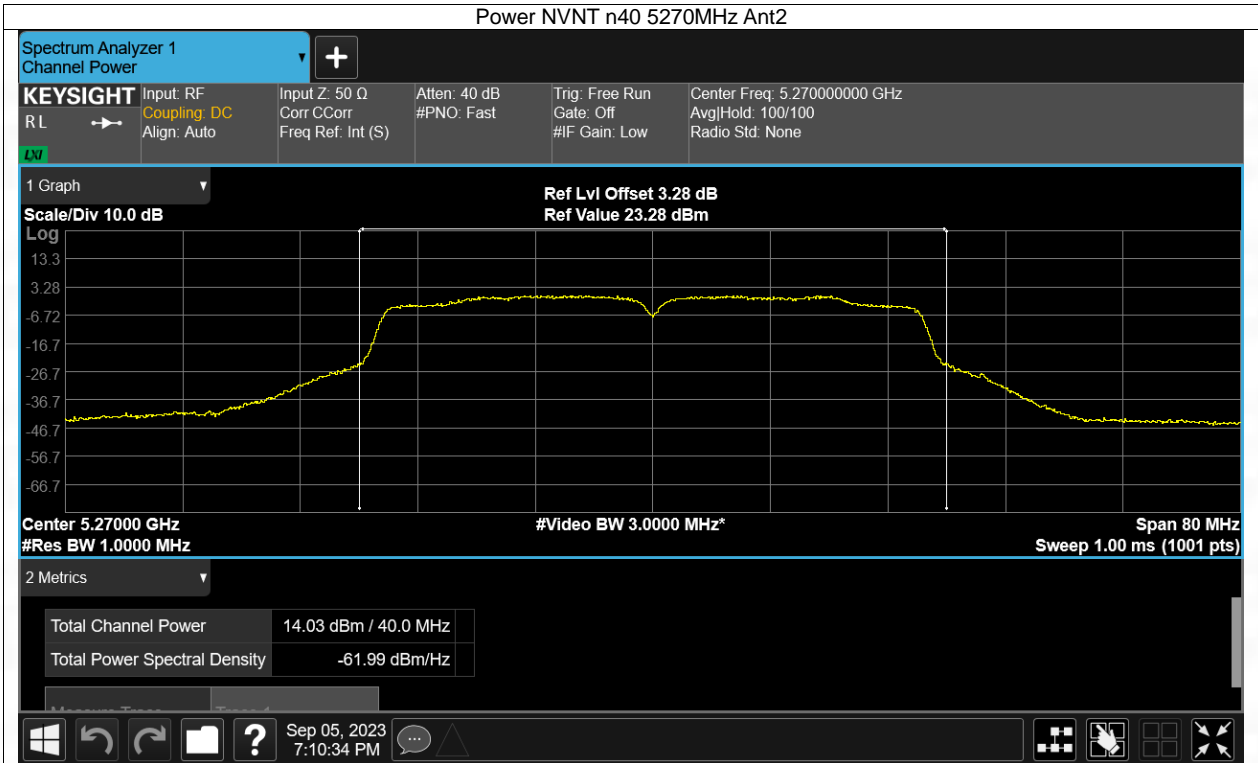 Power NVNT n40 5270MHz Ant2
Spectrum Analyzer 1
Channel Power
+
KEYSIGHT
R L
LXI
Input: RF
Coupling: DC
Align: Auto
Input Z: 50 Ω
Corr CCorr
Freq Ref: Int (S)
Atten: 40 dB
#PNO: Fast
Trig: Free Run
Gate: Off
#IF Gain: Low
Center Freq: 5.270000000 GHz
Avg|Hold: 100/100
Radio Std: None
1 Graph
Scale/Div 10.0 dB
Ref Lvl Offset 3.28 dB
Ref Value 23.28 dBm
Log
13.3
3.28
-6.72
-16.7
-26.7
-36.7
-46.7
-56.7
-66.7
Center 5.27000 GHz
#Res BW 1.0000 MHz
#Video BW 3.0000 MHz*
Span 80 MHz
Sweep 1.00 ms (1001 pts)
2 Metrics
Total Channel Power 14.03 dBm / 40.0 MHz
Total Power Spectral Density -61.99 dBm/Hz
?
Sep 05, 2023
7:10:34 PM